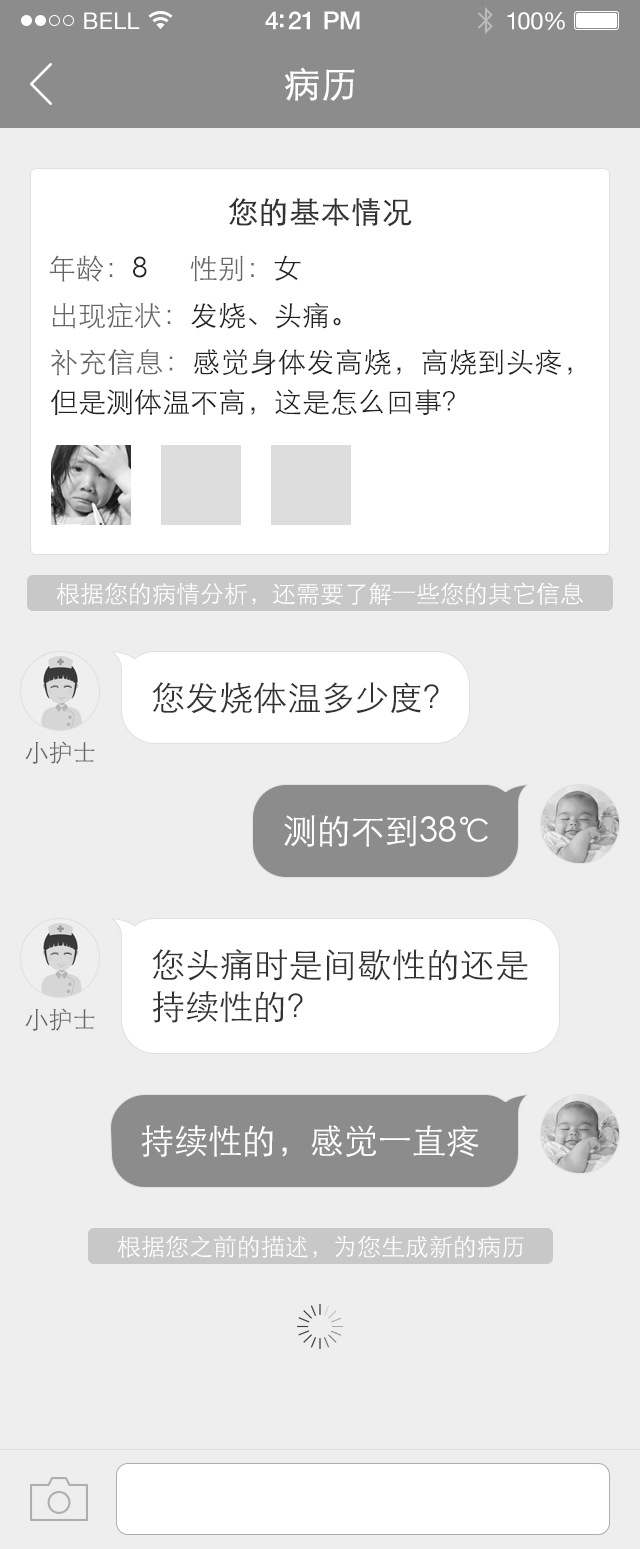 BELL 4:21 PM 100%
病历
您的基本情况
年龄：8 性别：女
出现症状：发烧、头痛。
补充信息：感觉身体发高烧，高烧到头疼，
但是测体温不高，这是怎么回事？
根据您的病情分析，还需要了解一些您的其它信息
您发烧体温多少度？
小护士
测的不到38℃
您头痛时是间歇性的还是
持续性的？
小护士
持续性的，感觉一直疼
根据您之前的描述，为您生成新的病历